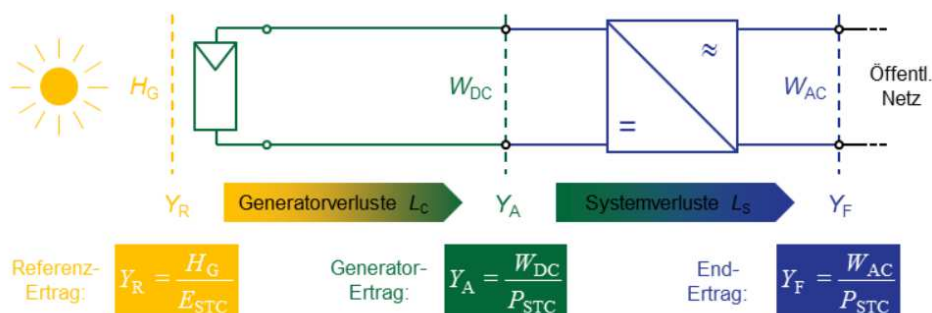 H_G
W_DC
≈
=
W_AC
Öffentl.
Netz
Y_R
Generatorverluste L_C
Y_A
Systemverluste L_S
Y_F
Referenz-
Ertrag:
Y_R = H_G / E_STC
Generator-
Ertrag:
Y_A = W_DC / P_STC
End-
Ertrag:
Y_F = W_AC / P_STC